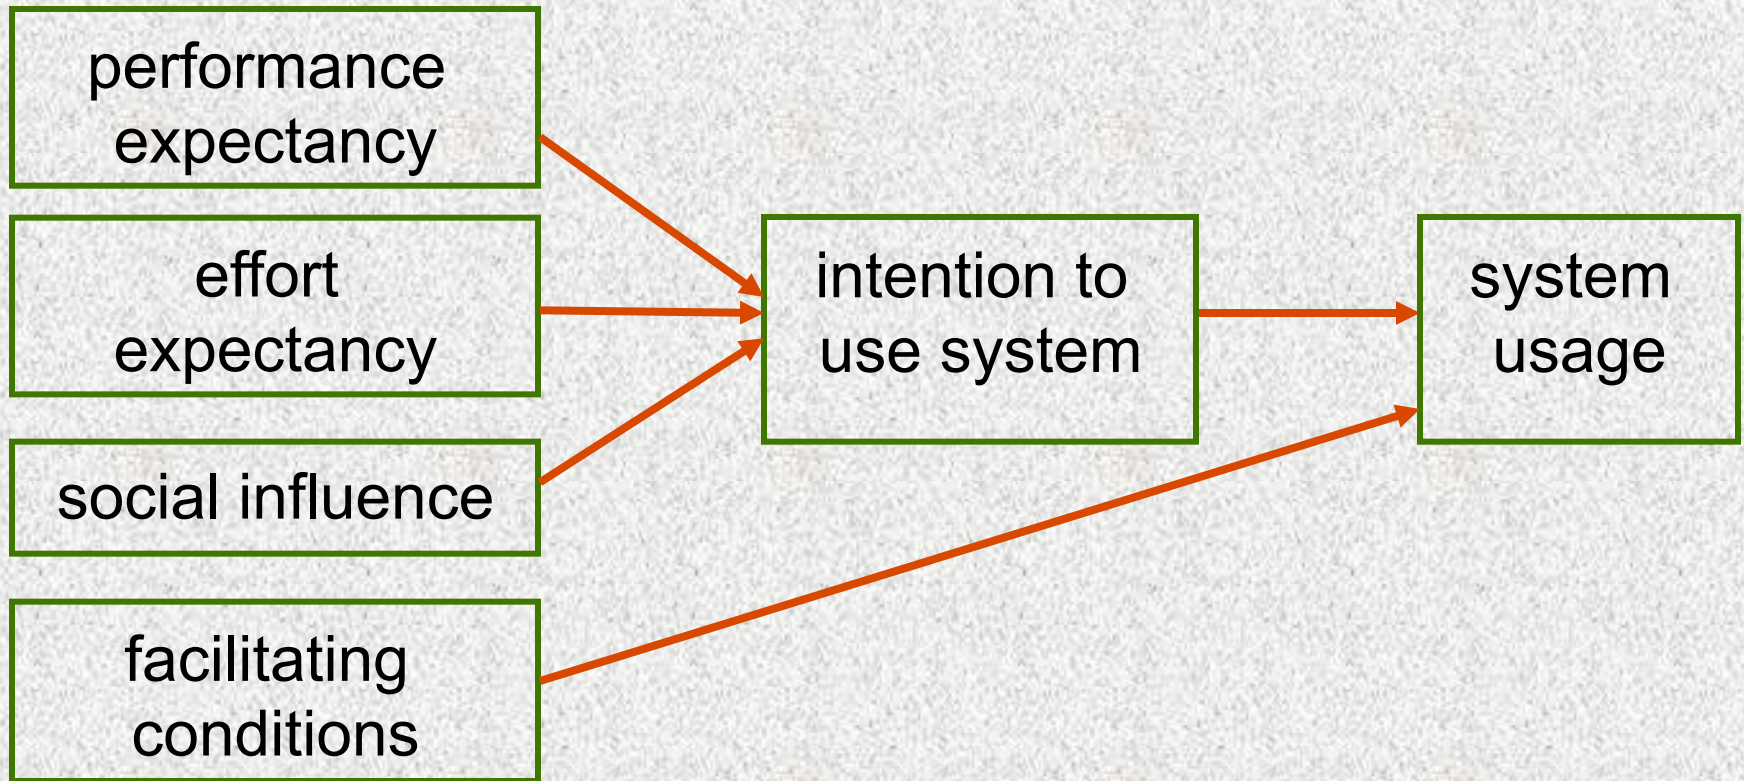 performance
expectancy
effort
expectancy
social influence
facilitating
conditions
intention to
use system
system
usage